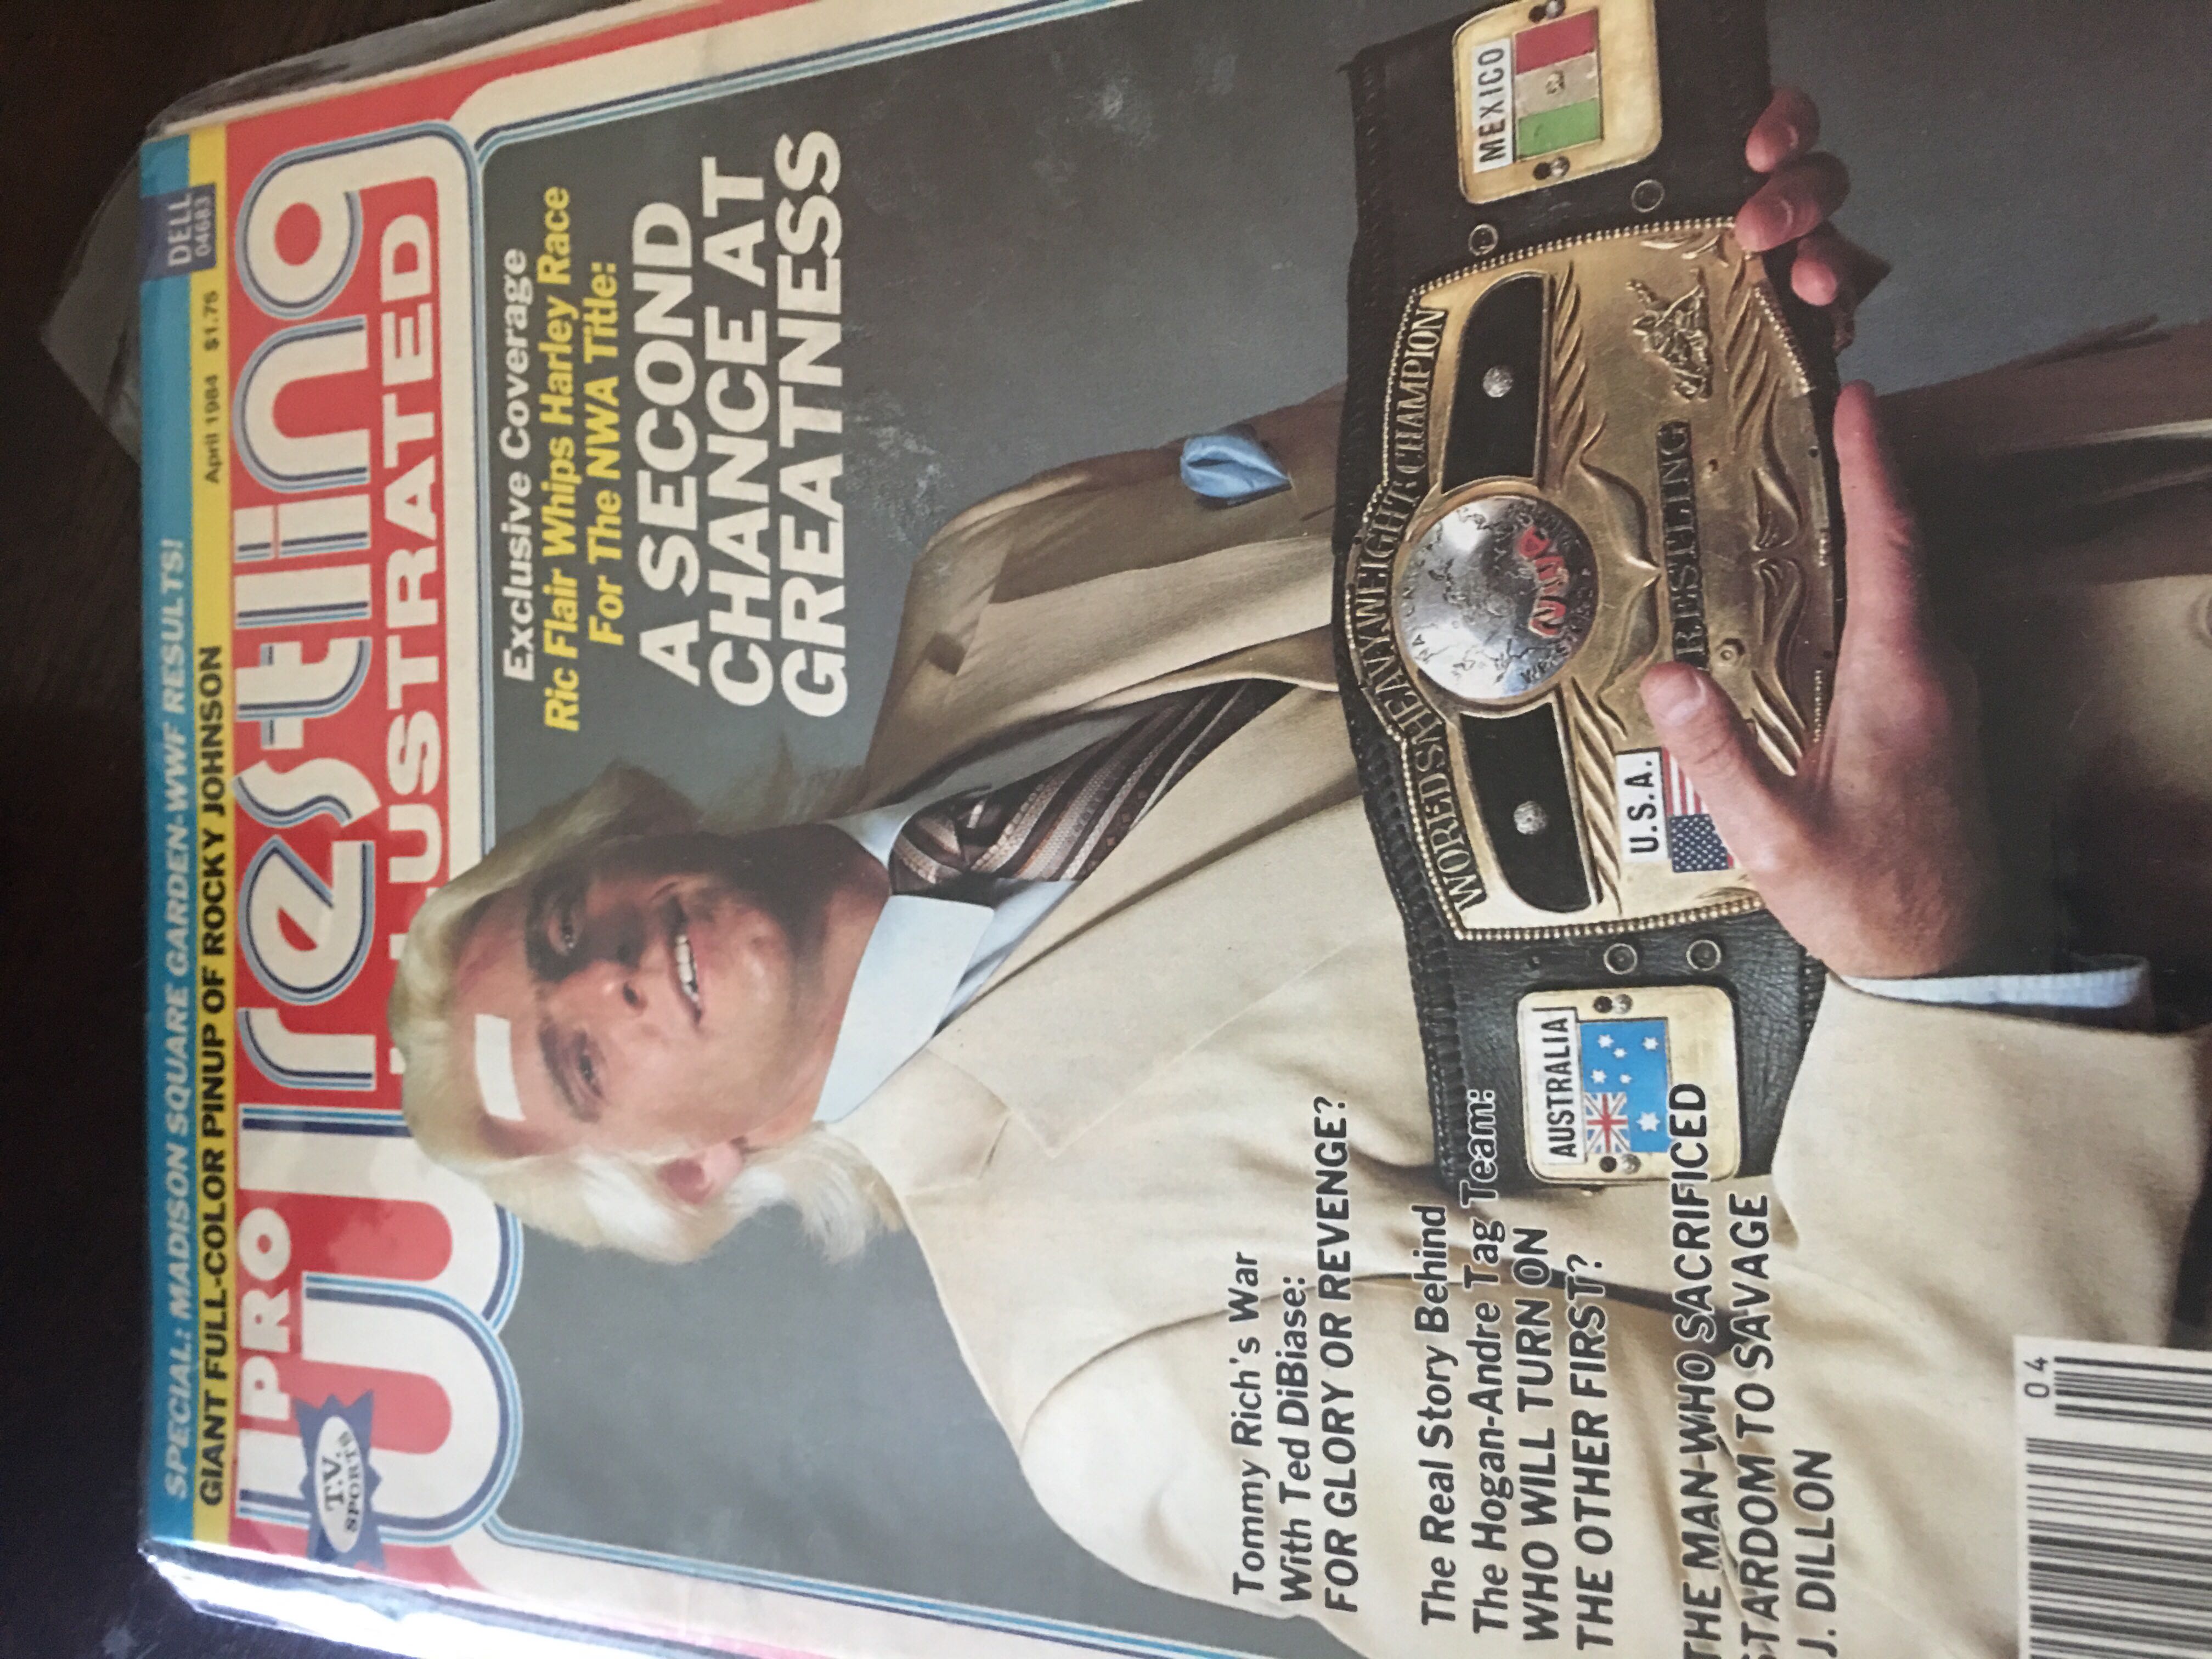 SPECIAL: MADISON SQUARE GARDEN-WWF RESULTS!
DELL
04683
GIANT FULL-COLOR PINUP OF ROCKY JOHNSON
April 1984 $1.75
PRO
Wrestling
ILLUSTRATED
T.V.
SPORTS
Exclusive Coverage
Ric Flair Whips Harley Race
For The NWA Title:
A SECOND
CHANCE AT
GREATNESS
Tommy Rich's War
With Ted DiBiase:
FOR GLORY OR REVENGE?
The Real Story Behind
The Hogan-Andre Tag Team:
WHO WILL TURN ON
THE OTHER FIRST?
THE MAN WHO SACRIFICED
STARDOM TO SAVAGE
J. DILLON
WORLDS HEAVYWEIGHT CHAMPION
NWA
WRESTLING
U.S.A.
MEXICO
AUSTRALIA
04